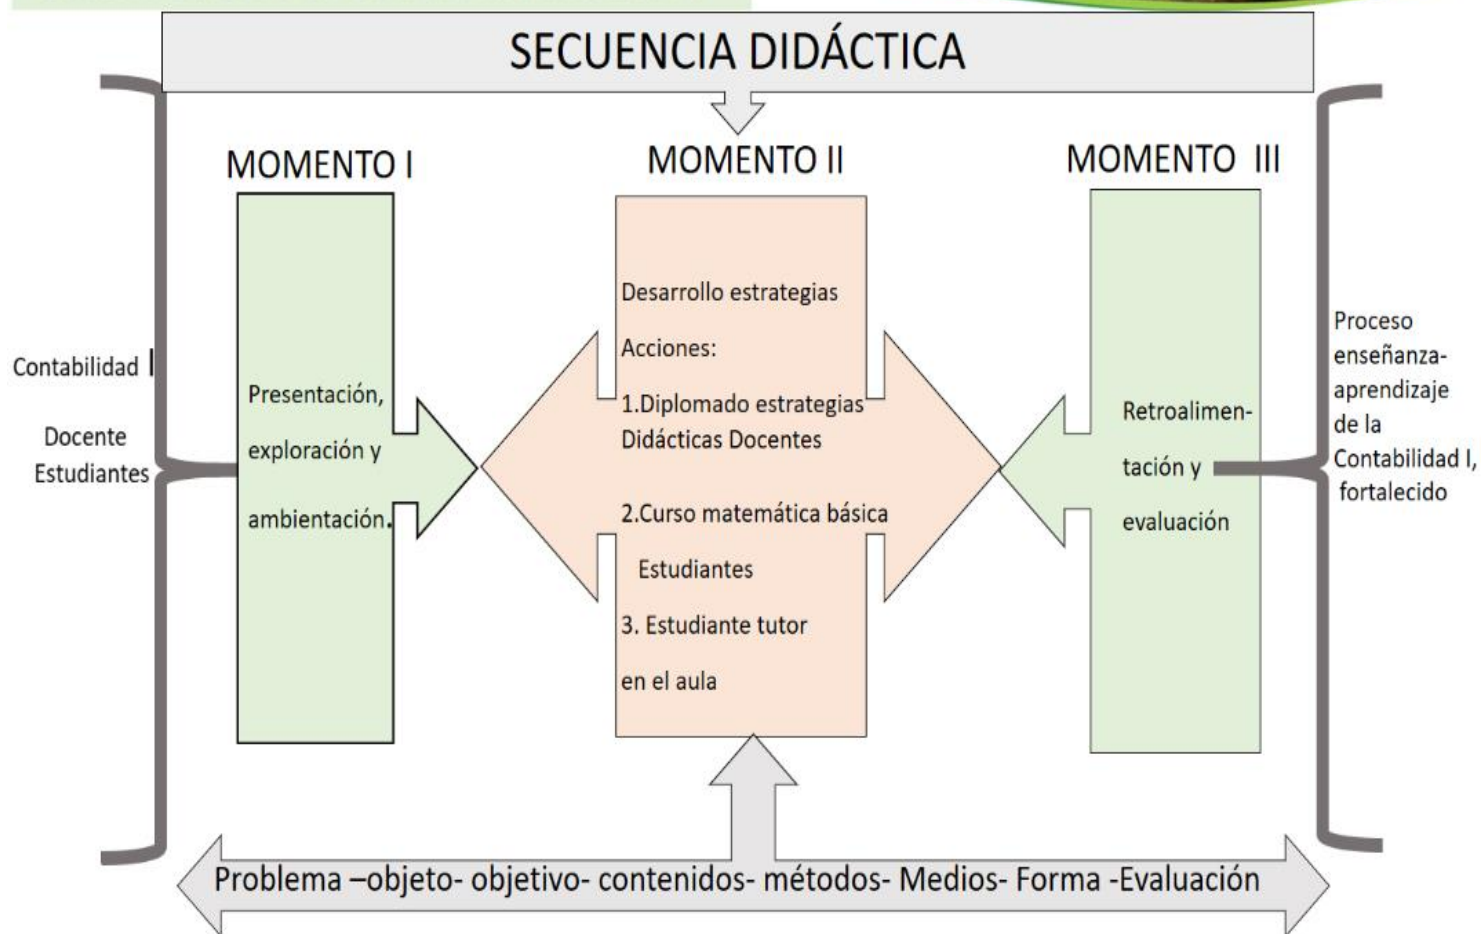 SECUENCIA DIDÁCTICA
MOMENTO I
MOMENTO II
MOMENTO III
Contabilidad I
Docente
Estudiantes
Presentación,
exploración y
ambientación.
Desarrollo estrategias
Acciones:
1.Diplomado estrategias
Didácticas Docentes
2.Curso matemática básica
Estudiantes
3. Estudiante tutor
en el aula
Retroalimen-
tación y
evaluación
Proceso
enseñanza-
aprendizaje
de la
Contabilidad I,
fortalecido
Problema –objeto- objetivo- contenidos- métodos- Medios- Forma -Evaluación